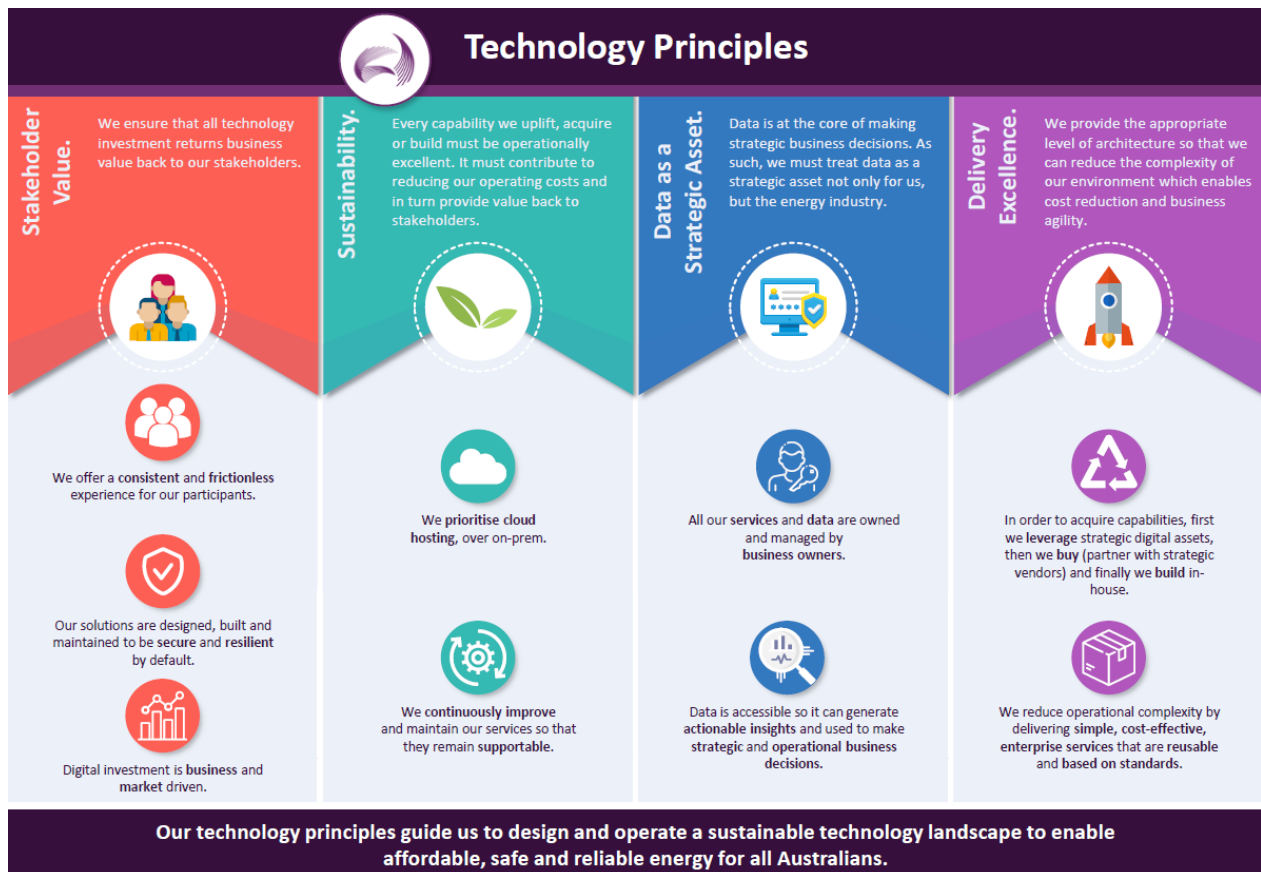 Technology Principles
Stakeholder
Value.
We ensure that all technology
investment returns business
value back to our stakeholders.
We offer a consistent and frictionless
experience for our participants.
Our solutions are designed, built and
maintained to be secure and resilient
by default.
Digital investment is business and
market driven.
Sustainability.
Every capability we uplift, acquire
or build must be operationally
excellent. It must contribute to
reducing our operating costs and
in turn provide value back to
stakeholders.
We prioritise cloud
hosting, over on-prem.
We continuously improve
and maintain our services so that
they remain supportable.
Data as a
Strategic Asset.
Data is at the core of making
strategic business decisions. As
such, we must treat data as a
strategic asset not only for us,
but the energy industry.
All our services and data are owned
and managed by
business owners.
Data is accessible so it can generate
actionable insights and used to make
strategic and operational business
decisions.
Delivery
Excellence.
We provide the appropriate
level of architecture so that we
can reduce the complexity of
our environment which enables
cost reduction and business
agility.
In order to acquire capabilities, first
we leverage strategic digital assets,
then we buy (partner with strategic
vendors) and finally we build in-
house.
We reduce operational complexity by
delivering simple, cost-effective,
enterprise services that are reusable
and based on standards.
Our technology principles guide us to design and operate a sustainable technology landscape to enable
affordable, safe and reliable energy for all Australians.